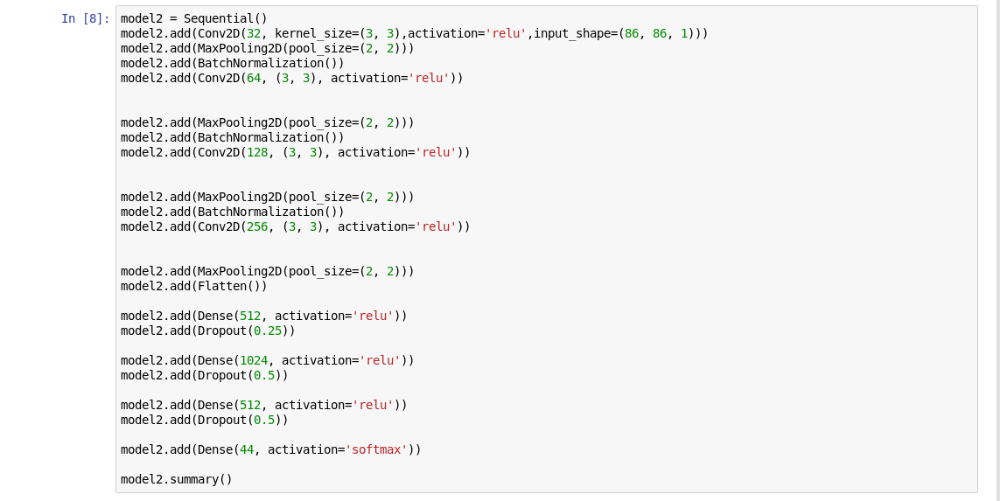 In [8]:
model2 = Sequential()
model2.add(Conv2D(32, kernel_size=(3, 3),activation='relu',input_shape=(86, 86, 1)))
model2.add(MaxPooling2D(pool_size=(2, 2)))
model2.add(BatchNormalization())
model2.add(Conv2D(64, (3, 3), activation='relu'))
model2.add(MaxPooling2D(pool_size=(2, 2)))
model2.add(BatchNormalization())
model2.add(Conv2D(128, (3, 3), activation='relu'))
model2.add(MaxPooling2D(pool_size=(2, 2)))
model2.add(BatchNormalization())
model2.add(Conv2D(256, (3, 3), activation='relu'))
model2.add(MaxPooling2D(pool_size=(2, 2)))
model2.add(Flatten())
model2.add(Dense(512, activation='relu'))
model2.add(Dropout(0.25))
model2.add(Dense(1024, activation='relu'))
model2.add(Dropout(0.5))
model2.add(Dense(512, activation='relu'))
model2.add(Dropout(0.5))
model2.add(Dense(44, activation='softmax'))
model2.summary()